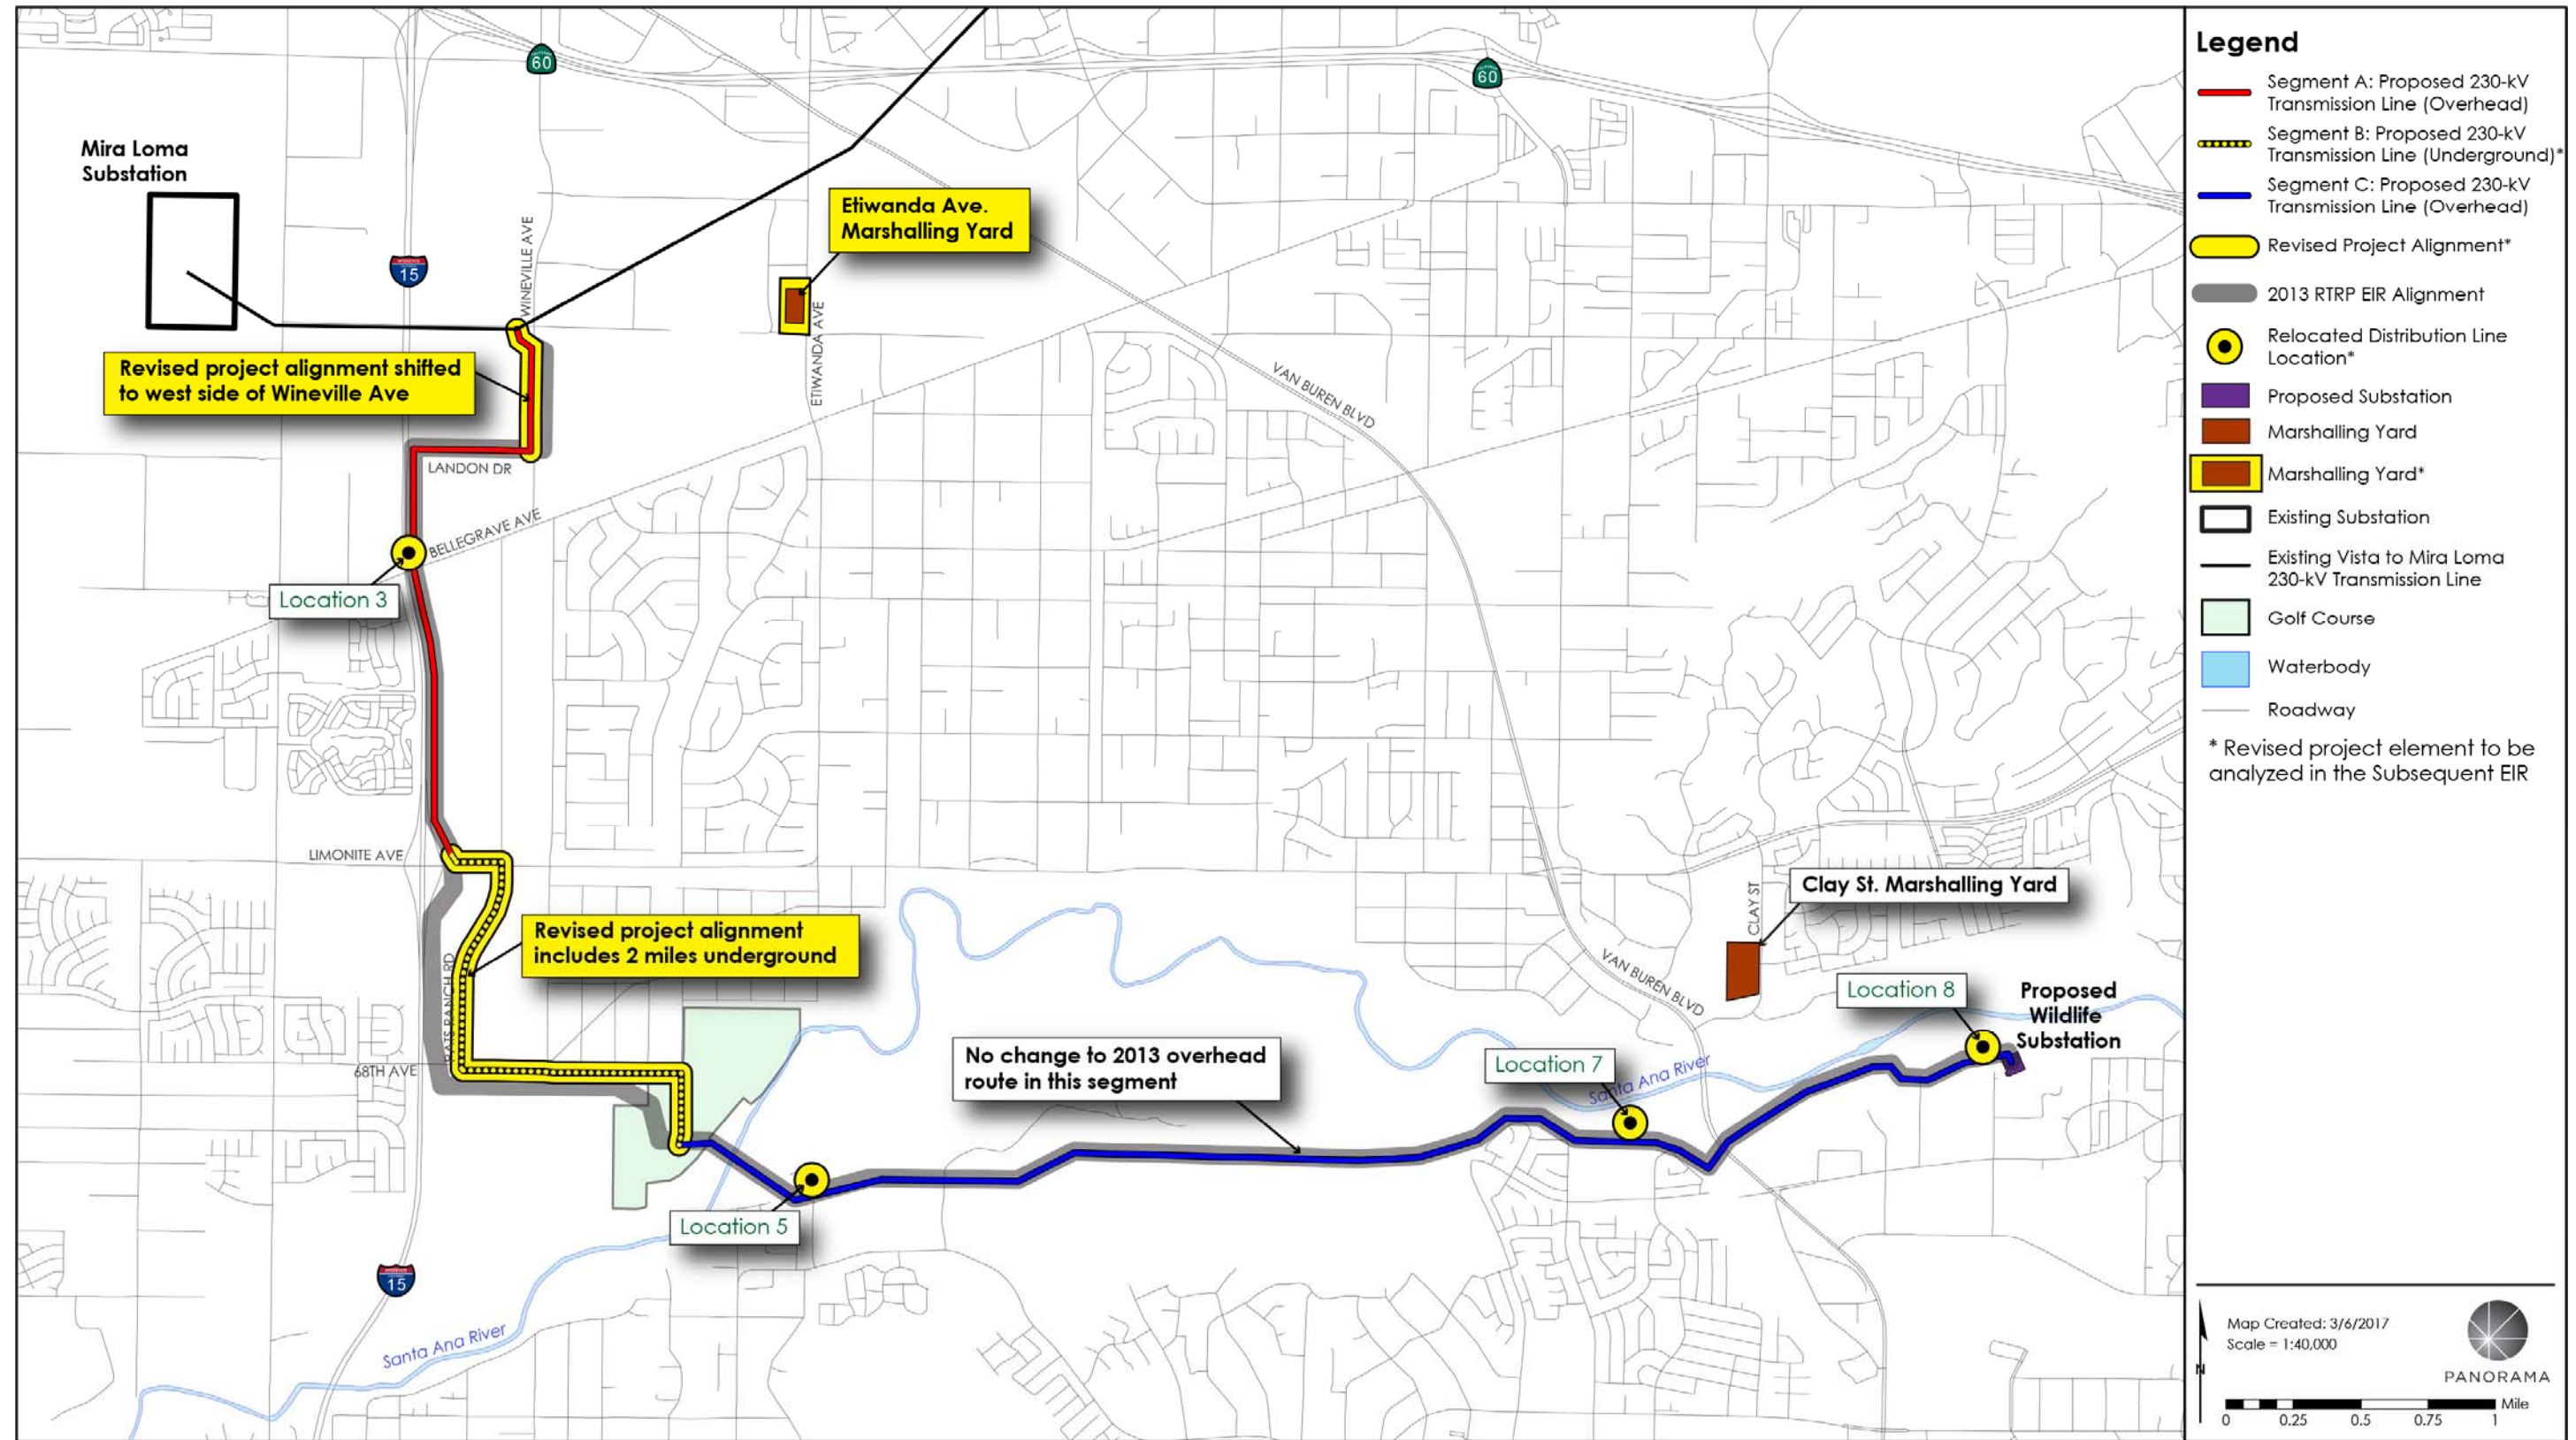 60
60
Mira Loma
Substation
15
WINEVILLE AVE
Etiwanda Ave.
Marshalling Yard
ETIWANDA AVE
Revised project alignment shifted
to west side of Wineville Ave
VAN BUREN BLVD
LANDON DR
BELLEGRAVE AVE
Location 3
LIMONITE AVE
Revised project alignment
includes 2 miles underground
PATS RANCH RD
68TH AVE
CLAY ST
Clay St. Marshalling Yard
VAN BUREN BLVD
Location 8
Proposed
Wildlife
Substation
No change to 2013 overhead
route in this segment
Location 7
Santa Ana River
Location 5
15
Santa Ana River
Legend
Segment A: Proposed 230-kV
Transmission Line (Overhead)
Segment B: Proposed 230-kV
Transmission Line (Underground)*
Segment C: Proposed 230-kV
Transmission Line (Overhead)
Revised Project Alignment*
2013 RTRP EIR Alignment
Relocated Distribution Line
Location*
Proposed Substation
Marshalling Yard
Marshalling Yard*
Existing Substation
Existing Vista to Mira Loma
230-kV Transmission Line
Golf Course
Waterbody
Roadway
* Revised project element to be
analyzed in the Subsequent EIR
Map Created: 3/6/2017
Scale = 1:40,000
N
PANORAMA
Mile
0 0.25 0.5 0.75 1